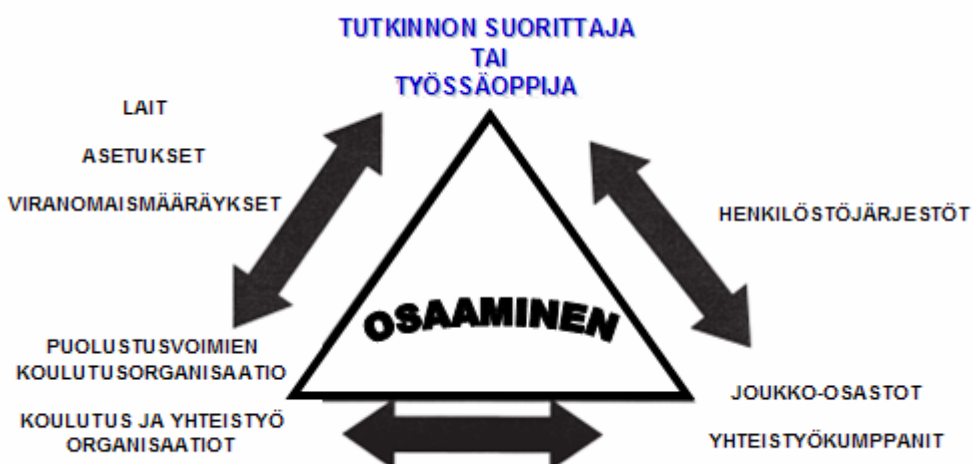 TUTKINNON SUORITTAJA
TAI
TYÖSSÄOPPIJA
LAIT
ASETUKSET
VIRANOMAISMÄÄRÄYKSET
HENKILÖSTÖJÄRJESTÖT
OSAAMINEN
PUOLUSTUSVOIMIEN
KOULUTUSORGANISAATIO
KOULUTUS JA YHTEISTYÖ
ORGANISAATIOT
JOUKKO-OSASTOT
YHTEISTYÖKUMPPANIT